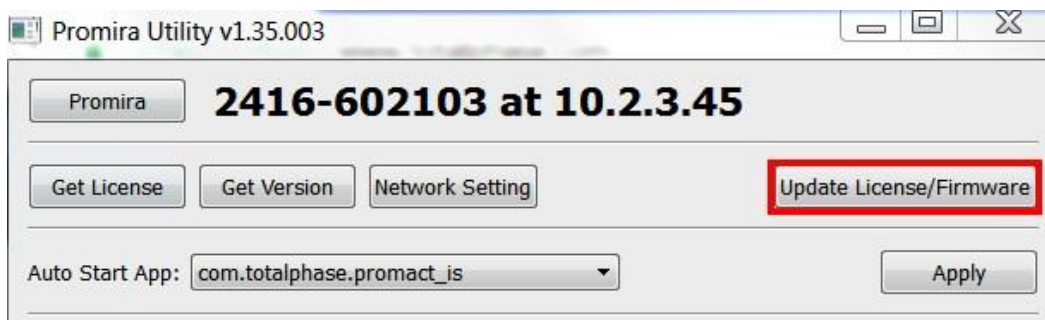 Promira Utility v1.35.003
Promira 2416-602103 at 10.2.3.45
Get License Get Version Network Setting Update License/Firmware
Auto Start App: com.totalphase.promact_is Apply